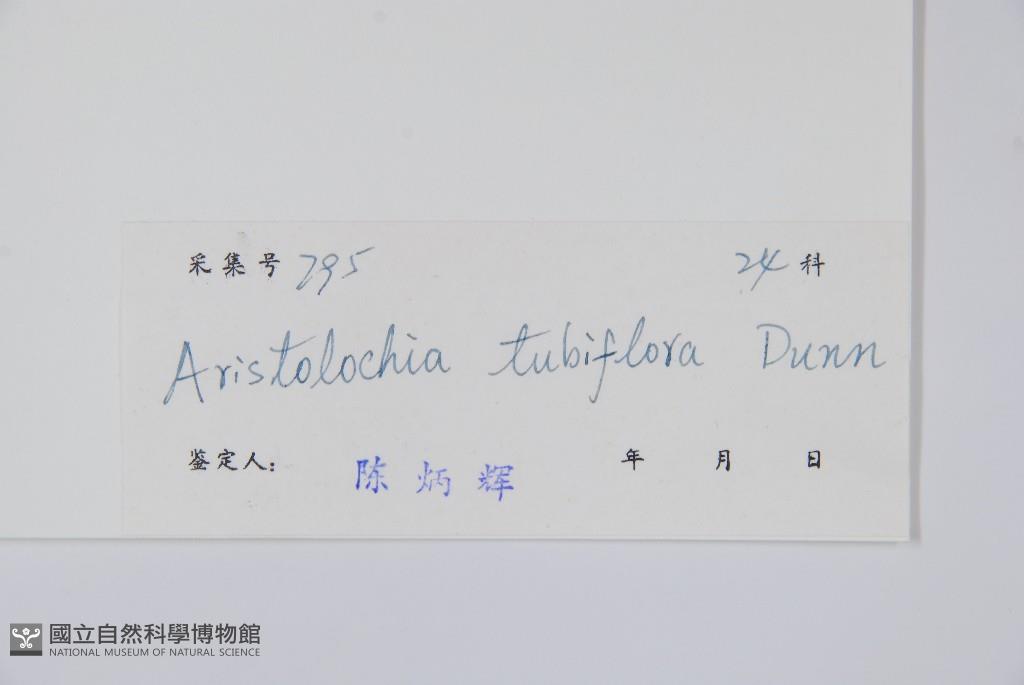 采集号 795 24 科
Aristolochia tubiflora Dunn
鉴定人: 陈炳辉 年 月 日
國立自然科學博物館
NATIONAL MUSEUM OF NATURAL SCIENCE